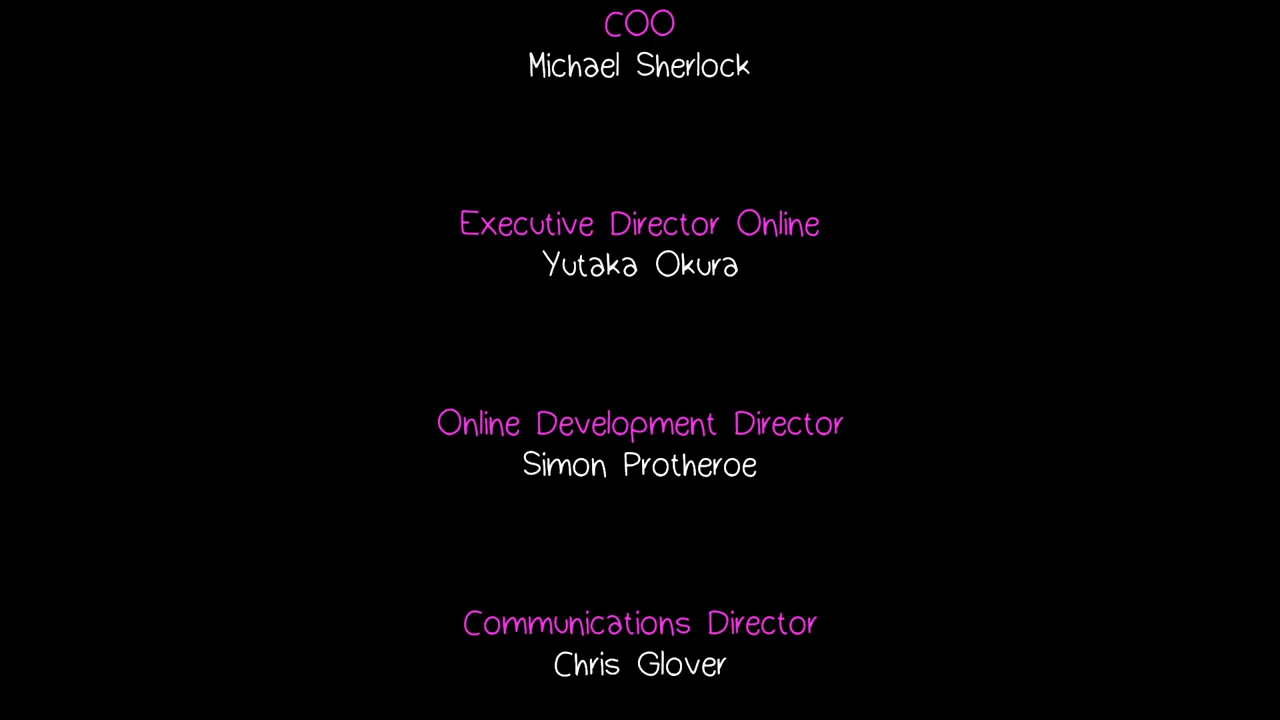 COO
Michael Sherlock
Executive Director Online
Yutaka Okura
Online Development Director
Simon Protheroe
Communications Director
Chris Glover